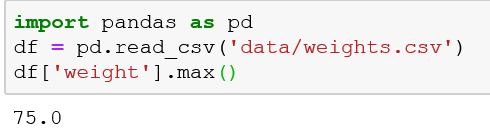 import pandas as pd
df = pd.read_csv('data/weights.csv')
df['weight'].max()
75.0